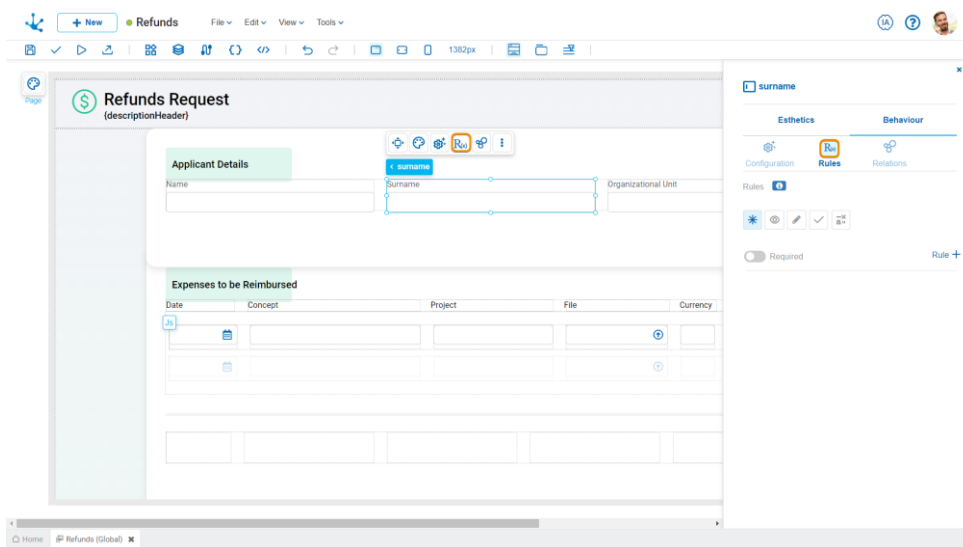 + New
Refunds
File
Edit
View
Tools
(IA)
?
1382px
Page
$
Refunds Request
{descriptionHeader}
R(x)
Applicant Details
< surname
Name
Surname
Organizational Unit
Expenses to be Reimbursed
Date
Concept
Project
File
Currency
Js
surname
Esthetics
Behaviour
R(x)
Configuration
Rules
Relations
Rules
Required
Rule +
Home
Refunds (Global)